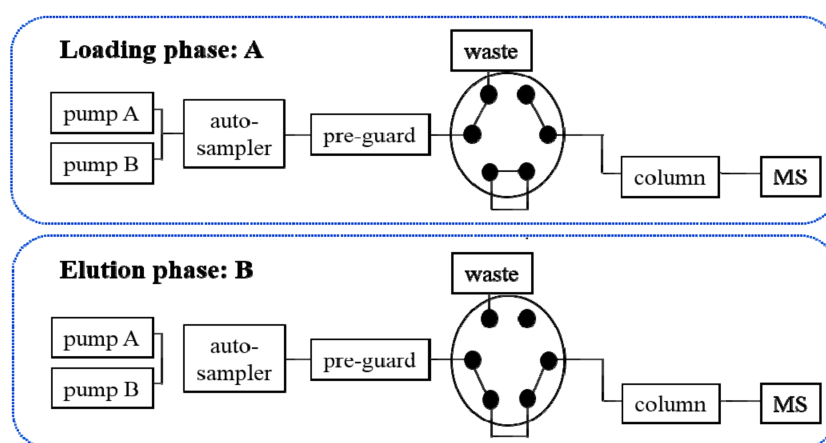 Loading phase: A
waste
pump A
pump B
auto-
sampler
pre-guard
column
MS
Elution phase: B
waste
pump A
pump B
auto-
sampler
pre-guard
column
MS